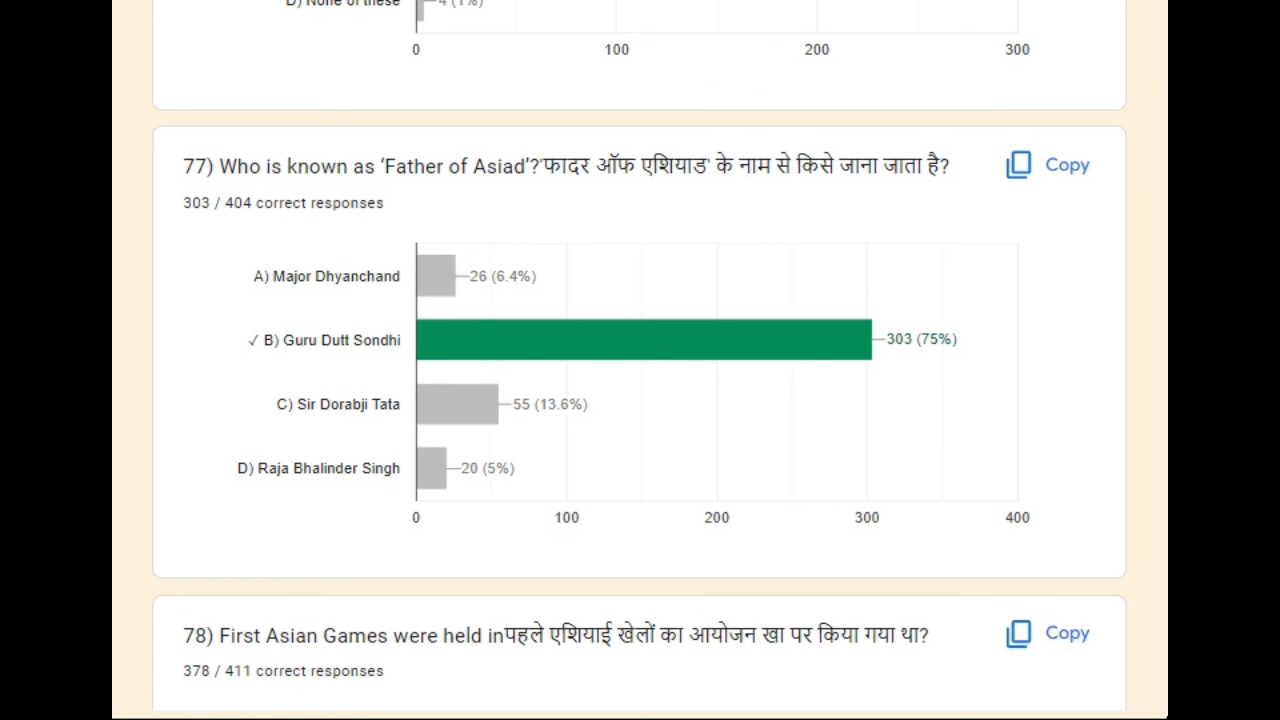 D) None of these
4 (1%)
0 100 200 300
77) Who is known as ‘Father of Asiad’?'फादर ऑफ एशियाड' के नाम से किसे जाना जाता है?
Copy
303 / 404 correct responses
A) Major Dhyanchand
26 (6.4%)
✓ B) Guru Dutt Sondhi
303 (75%)
C) Sir Dorabji Tata
55 (13.6%)
D) Raja Bhalinder Singh
20 (5%)
0 100 200 300 400
78) First Asian Games were held inपहले एशियाई खेलों का आयोजन खा पर किया गया था?
Copy
378 / 411 correct responses